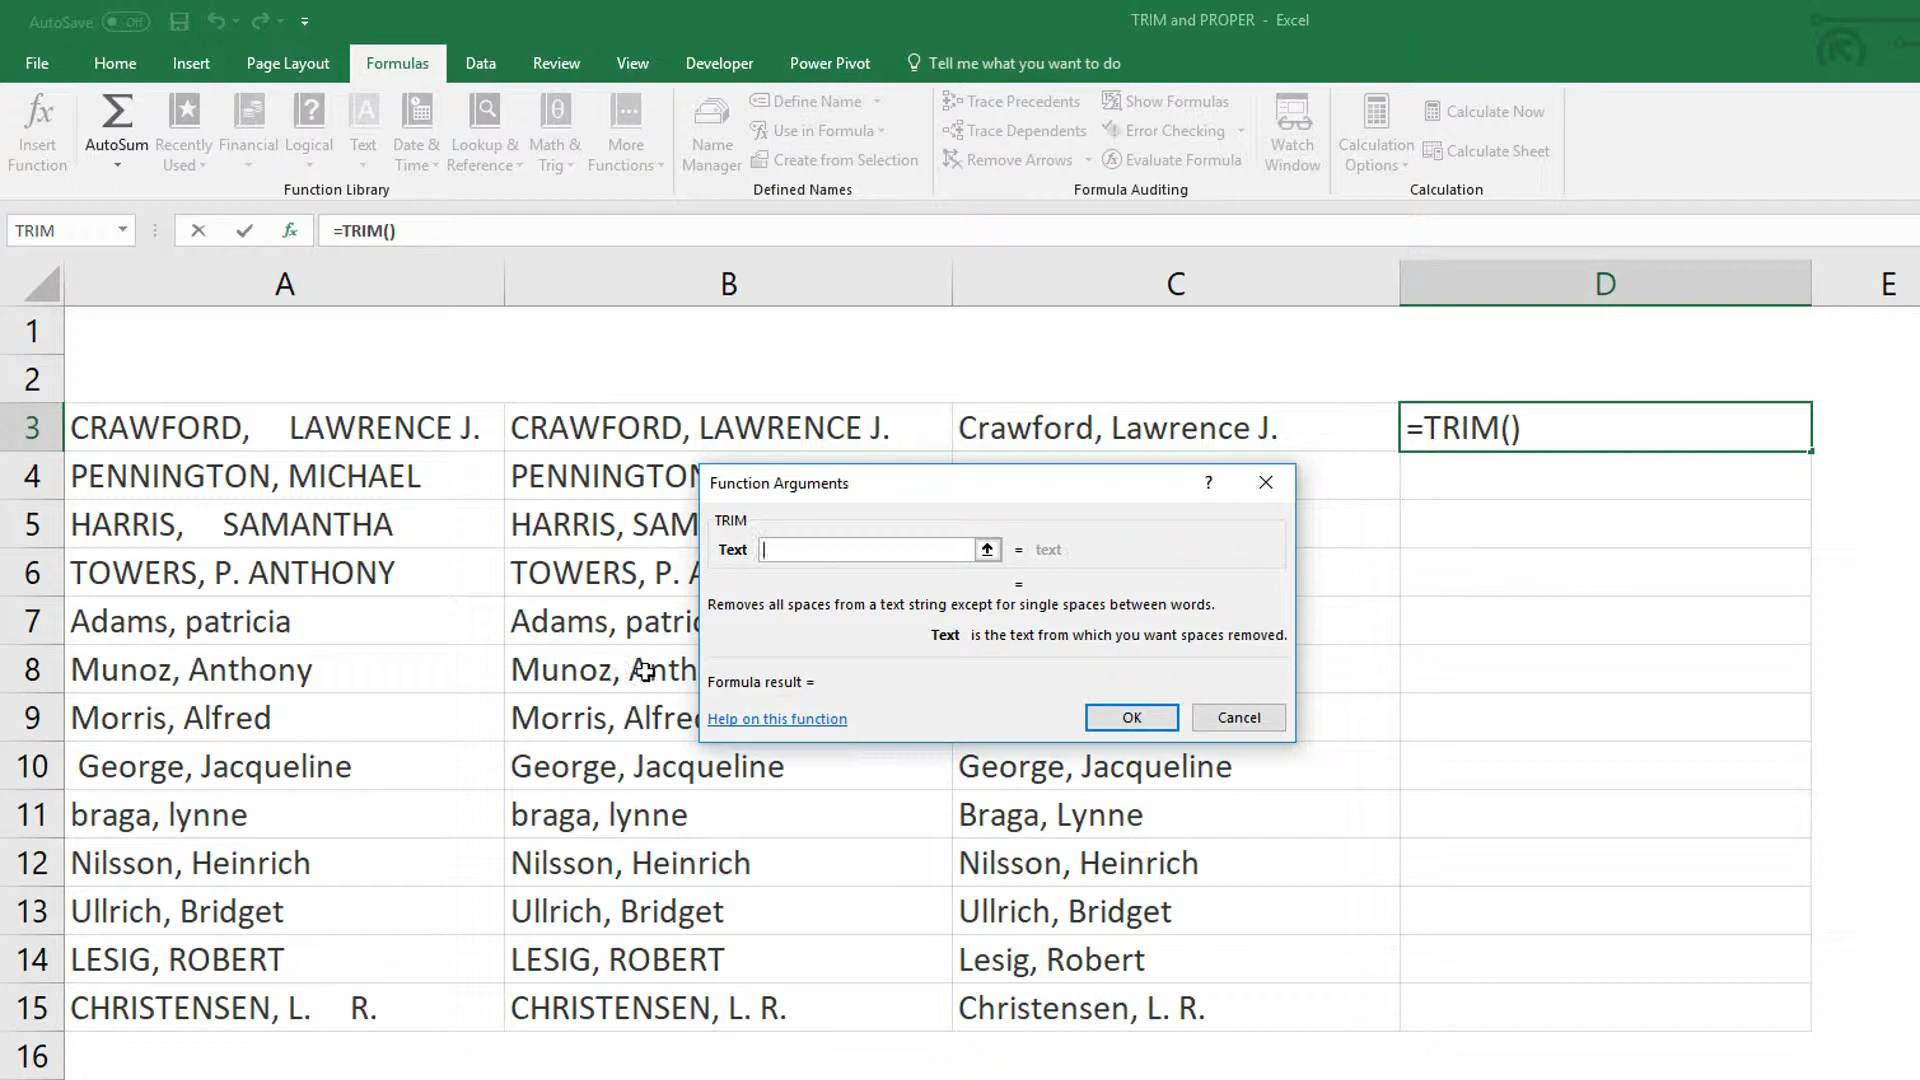 AutoSave Off
TRIM and PROPER - Excel
File Home Insert Page Layout Formulas Data Review View Developer Power Pivot Tell me what you want to do
Insert Function
AutoSum
Recently Used
Financial
Logical
Text
Date & Time
Lookup & Reference
Math & Trig
More Functions
Function Library
Name Manager
Define Name
Use in Formula
Create from Selection
Defined Names
Trace Precedents
Trace Dependents
Remove Arrows
Show Formulas
Error Checking
Evaluate Formula
Formula Auditing
Watch Window
Calculation Options
Calculate Now
Calculate Sheet
Calculation
TRIM fx =TRIM()
A B C D E
1
2
3 CRAWFORD, LAWRENCE J. CRAWFORD, LAWRENCE J. Crawford, Lawrence J. =TRIM()
4 PENNINGTON, MICHAEL PENNINGTON
5 HARRIS, SAMANTHA HARRIS, SAM
6 TOWERS, P. ANTHONY TOWERS, P. A
7 Adams, patricia Adams, patric
8 Munoz, Anthony Munoz, Anth
9 Morris, Alfred Morris, Alfred
10 George, Jacqueline George, Jacqueline George, Jacqueline
11 braga, lynne braga, lynne Braga, Lynne
12 Nilsson, Heinrich Nilsson, Heinrich Nilsson, Heinrich
13 Ullrich, Bridget Ullrich, Bridget Ullrich, Bridget
14 LESIG, ROBERT LESIG, ROBERT Lesig, Robert
15 CHRISTENSEN, L. R. CHRISTENSEN, L. R. Christensen, L. R.
16
Function Arguments ?
TRIM
Text = text
=
Removes all spaces from a text string except for single spaces between words.
Text is the text from which you want spaces removed.
Formula result =
Help on this function
OK Cancel